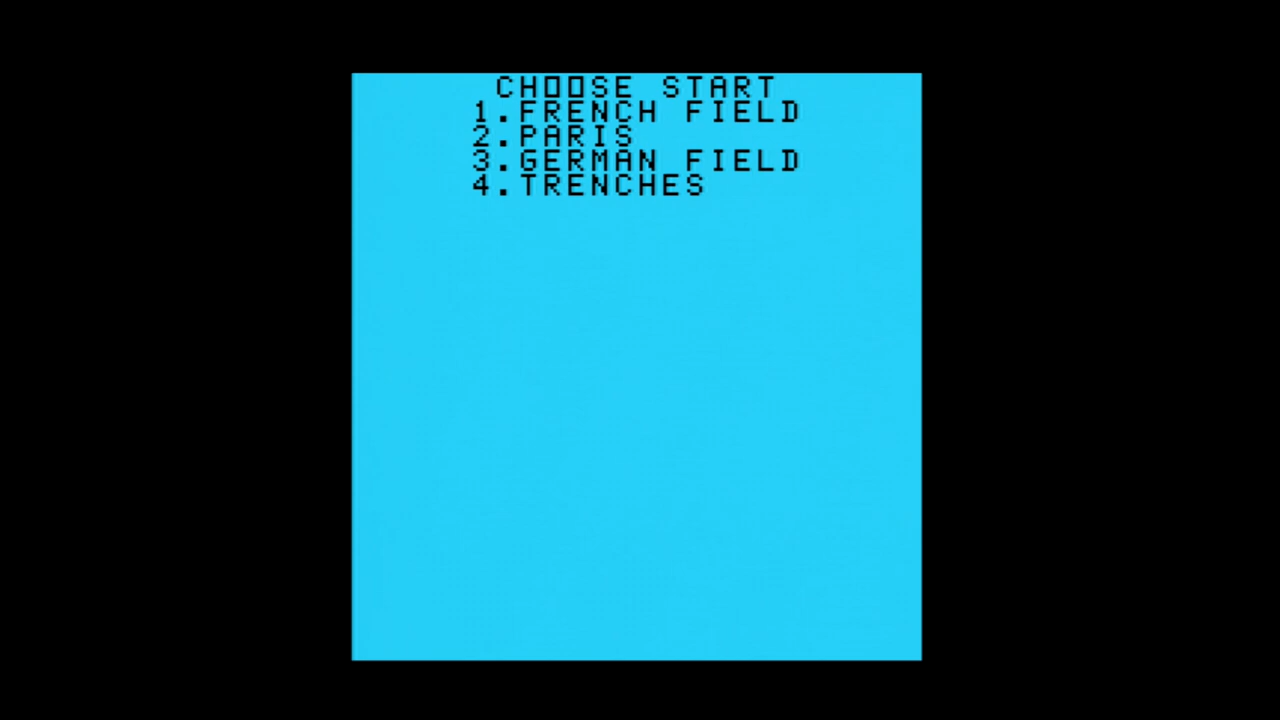 CHOOSE START
1.FRENCH FIELD
2.PARIS
3.GERMAN FIELD
4.TRENCHES